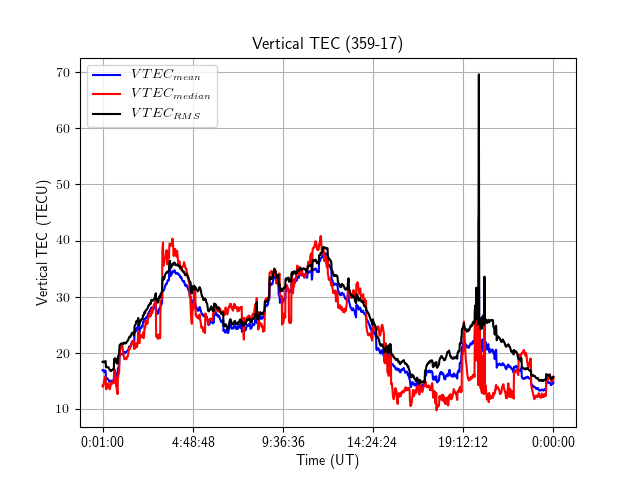 Vertical TEC (359-17)
VTEC_mean
VTEC_median
VTEC_RMS
Vertical TEC (TECU)
70
60
50
40
30
20
10
0:01:00 4:48:48 9:36:36 14:24:24 19:12:12 0:00:00
Time (UT)